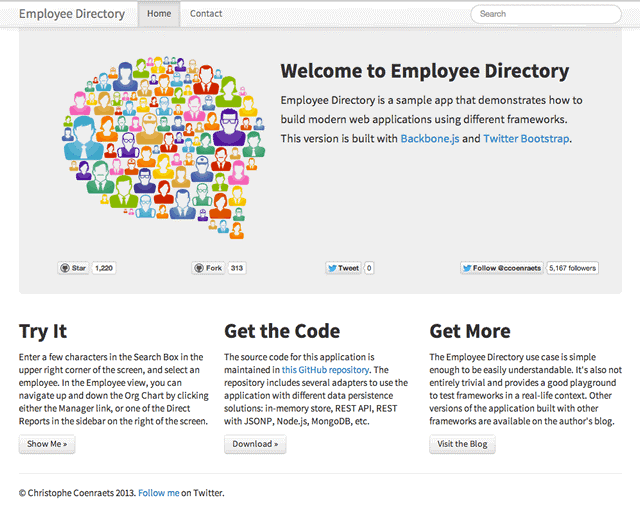 Employee Directory Home Contact Search
Welcome to Employee Directory
Employee Directory is a sample app that demonstrates how to
build modern web applications using different frameworks.
This version is built with Backbone.js and Twitter Bootstrap.
Star 1,220 Fork 313 Tweet 0 Follow @ccoenraets 5,167 followers
Try It
Enter a few characters in the Search Box in the
upper right corner of the screen, and select an
employee. In the Employee view, you can
navigate up and down the Org Chart by clicking
either the Manager link, or one of the Direct
Reports in the sidebar on the right of the screen.
Show Me »
Get the Code
The source code for this application is
maintained in this GitHub repository. The
repository includes several adapters to use the
application with different data persistence
solutions: in-memory store, REST API, REST
with JSONP, Node.js, MongoDB, etc.
Download »
Get More
The Employee Directory use case is simple
enough to be easily understandable. It's also not
entirely trivial and provides a good playground
to test frameworks in a real-life context. Other
versions of the application built with other
frameworks are available on the author's blog.
Visit the Blog
© Christophe Coenraets 2013. Follow me on Twitter.